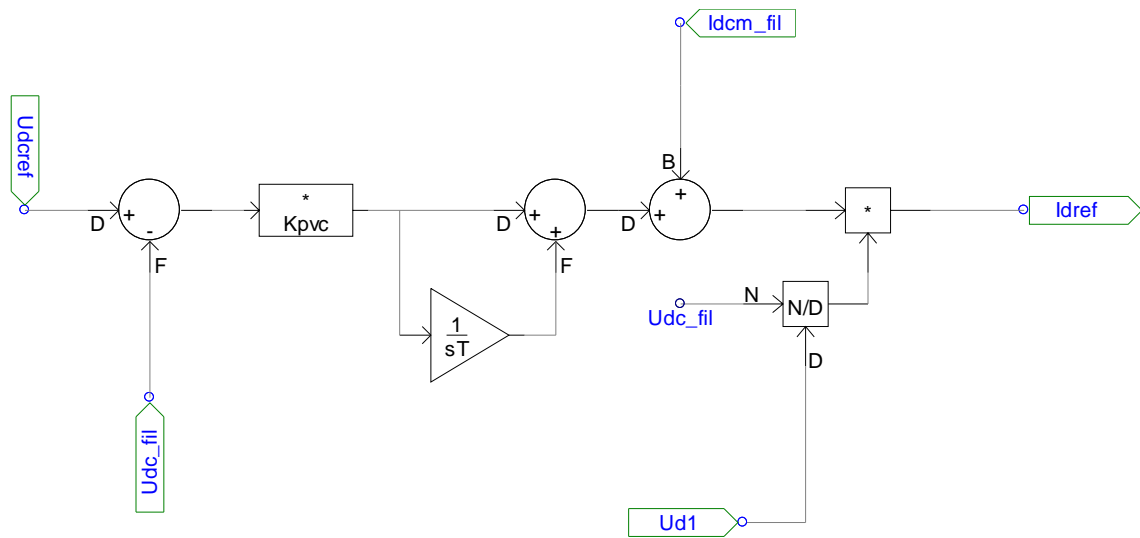 Idcm_fil
Udcref
B
D
+
-
F
*
Kpvc
D
+
+
F
D
+
+
*
Idref
1
sT
N
N/D
Udc_fil
D
Udc_fil
Ud1